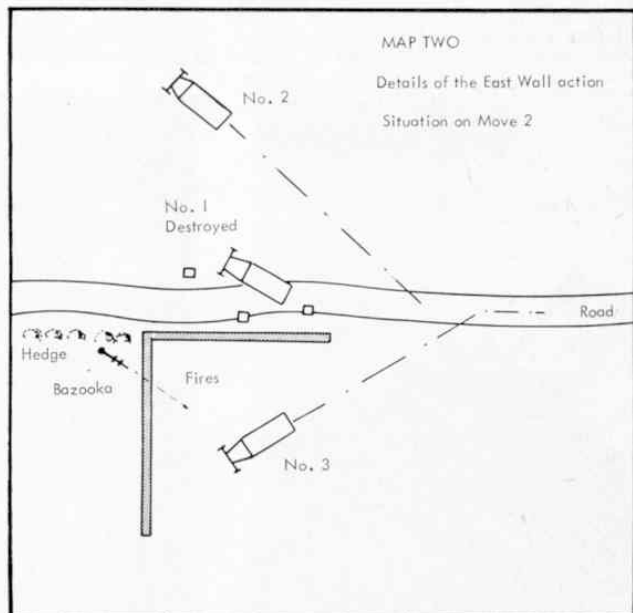 MAP TWO
Details of the East Wall action
Situation on Move 2
No. 2
No. 1
Destroyed
Road
Hedge
Bazooka
Fires
No. 3